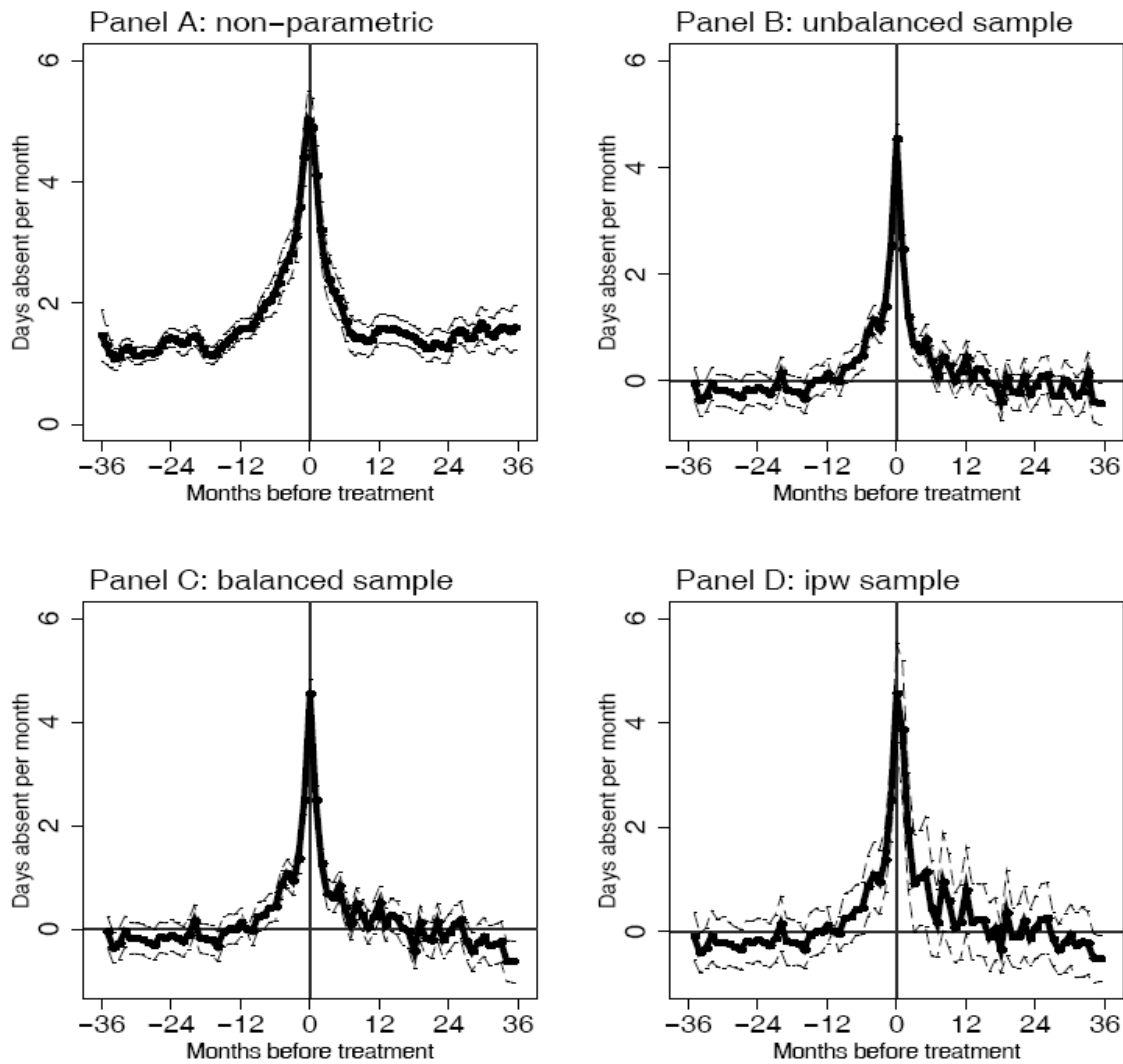 Panel A: non−parametric
Days absent per month
6
4
2
0
−36 −24 −12 0 12 24 36
Months before treatment
Panel B: unbalanced sample
Days absent per month
6
4
2
0
−36 −24 −12 0 12 24 36
Months before treatment
Panel C: balanced sample
Days absent per month
6
4
2
0
−36 −24 −12 0 12 24 36
Months before treatment
Panel D: ipw sample
Days absent per month
6
4
2
0
−36 −24 −12 0 12 24 36
Months before treatment